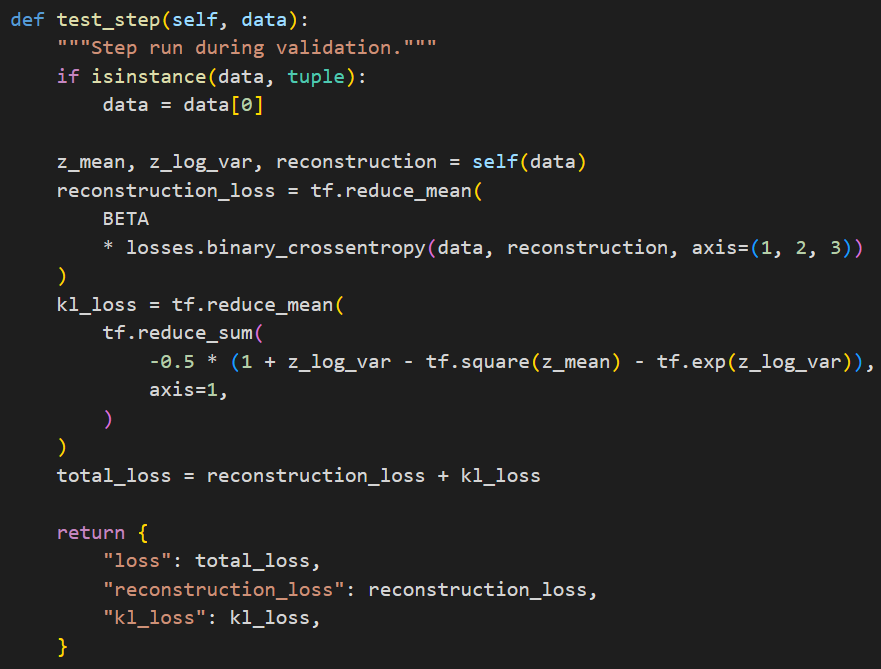 def test_step(self, data):
    """Step run during validation."""
    if isinstance(data, tuple):
        data = data[0]

    z_mean, z_log_var, reconstruction = self(data)
    reconstruction_loss = tf.reduce_mean(
        BETA
        * losses.binary_crossentropy(data, reconstruction, axis=(1, 2, 3))
    )
    kl_loss = tf.reduce_mean(
        tf.reduce_sum(
            -0.5 * (1 + z_log_var - tf.square(z_mean) - tf.exp(z_log_var)),
            axis=1,
        )
    )
    total_loss = reconstruction_loss + kl_loss

    return {
        "loss": total_loss,
        "reconstruction_loss": reconstruction_loss,
        "kl_loss": kl_loss,
    }